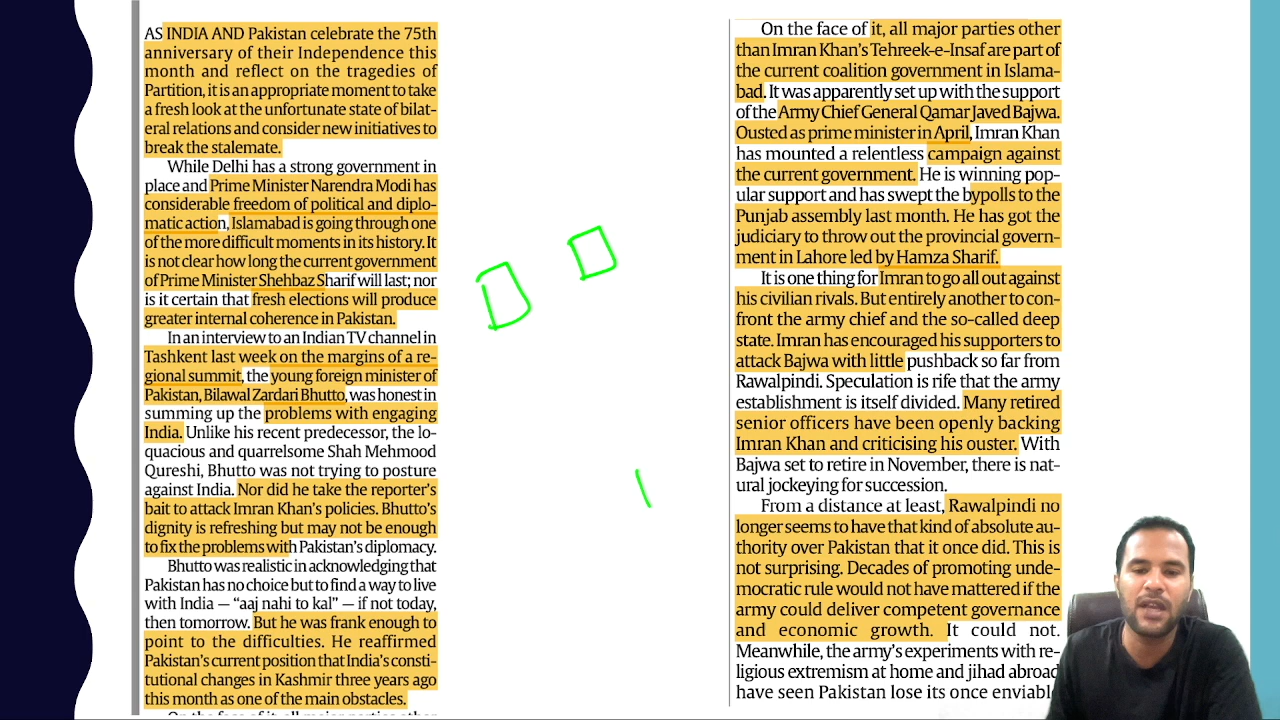 AS INDIA AND Pakistan celebrate the 75th
anniversary of their Independence this
month and reflect on the tragedies of
Partition, it is an appropriate moment to take
a fresh look at the unfortunate state of bilat-
eral relations and consider new initiatives to
break the stalemate.
While Delhi has a strong government in
place and Prime Minister Narendra Modi has
considerable freedom of political and diplo-
matic action, Islamabad is going through one
of the more difficult moments in its history. It
is not clear how long the current government
of Prime Minister Shehbaz Sharif will last; nor
is it certain that fresh elections will produce
greater internal coherence in Pakistan.
In an interview to an Indian TV channel in
Tashkent last week on the margins of a re-
gional summit, the young foreign minister of
Pakistan, Bilawal Zardari Bhutto, was honest in
summing up the problems with engaging
India. Unlike his recent predecessor, the lo-
quacious and quarrelsome Shah Mehmood
Qureshi, Bhutto was not trying to posture
against India. Nor did he take the reporter's
bait to attack Imran Khan's policies. Bhutto's
dignity is refreshing but may not be enough
to fix the problems with Pakistan's diplomacy.
Bhutto was realistic in acknowledging that
Pakistan has no choice but to find a way to live
with India — "aaj nahi to kal" — if not today,
then tomorrow. But he was frank enough to
point to the difficulties. He reaffirmed
Pakistan's current position that India's consti-
tutional changes in Kashmir three years ago
this month as one of the main obstacles.
On the face of it, all major parties other
On the face of it, all major parties other
than Imran Khan's Tehreek-e-Insaf are part of
the current coalition government in Islama-
bad. It was apparently set up with the support
of the Army Chief General Qamar Javed Bajwa.
Ousted as prime minister in April, Imran Khan
has mounted a relentless campaign against
the current government. He is winning pop-
ular support and has swept the bypolls to the
Punjab assembly last month. He has got the
judiciary to throw out the provincial govern-
ment in Lahore led by Hamza Sharif.
It is one thing for Imran to go all out against
his civilian rivals. But entirely another to con-
front the army chief and the so-called deep
state. Imran has encouraged his supporters to
attack Bajwa with little pushback so far from
Rawalpindi. Speculation is rife that the army
establishment is itself divided. Many retired
senior officers have been openly backing
Imran Khan and criticising his ouster. With
Bajwa set to retire in November, there is nat-
ural jockeying for succession.
From a distance at least, Rawalpindi no
longer seems to have that kind of absolute au-
thority over Pakistan that it once did. This is
not surprising. Decades of promoting unde-
mocratic rule would not have mattered if the
army could deliver competent governance
and economic growth. It could not.
Meanwhile, the army's experiments with re-
ligious extremism at home and jihad abroad
have seen Pakistan lose its once enviabl